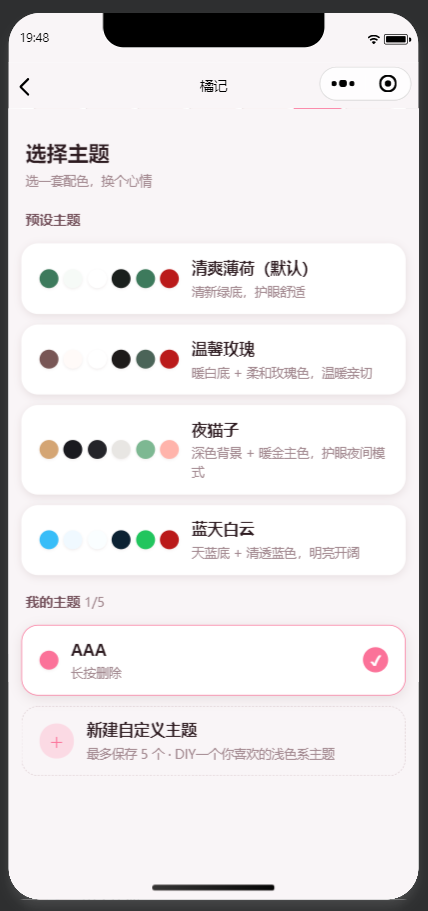 19:48
橘记
选择主题
选一套配色，换个心情
预设主题
清爽薄荷（默认）
清新绿底，护眼舒适
温馨玫瑰
暖白底 + 柔和玫瑰色，温暖亲切
夜猫子
深色背景 + 暖金主色，护眼夜间模
式
蓝天白云
天蓝底 + 清透蓝色，明亮开阔
我的主题 1/5
AAA
长按删除
新建自定义主题
最多保存 5 个 · DIY一个你喜欢的浅色系主题